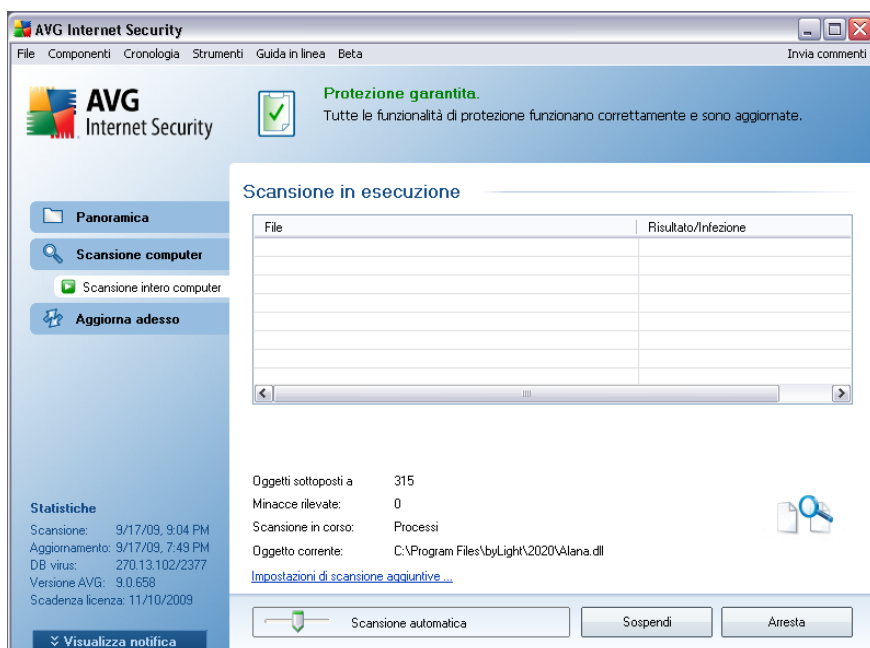 AVG Internet Security
File Componenti Cronologia Strumenti Guida in linea Beta Invia commenti
AVG
Internet Security
Protezione garantita.
Tutte le funzionalità di protezione funzionano correttamente e sono aggiornate.
Panoramica
Scansione computer
Scansione intero computer
Aggiorna adesso
Scansione in esecuzione
File Risultato/Infezione
Oggetti sottoposti a 315
Minacce rilevate: 0
Scansione in corso: Processi
Oggetto corrente: C:\Program Files\byLight\2020\Alana.dll
Impostazioni di scansione aggiuntive ...
Statistiche
Scansione: 9/17/09, 9:04 PM
Aggiornamento: 9/17/09, 7:49 PM
DB virus: 270.13.102/2377
Versione AVG: 9.0.658
Scadenza licenza: 11/10/2009
Visualizza notifica
Scansione automatica
Sospendi
Arresta